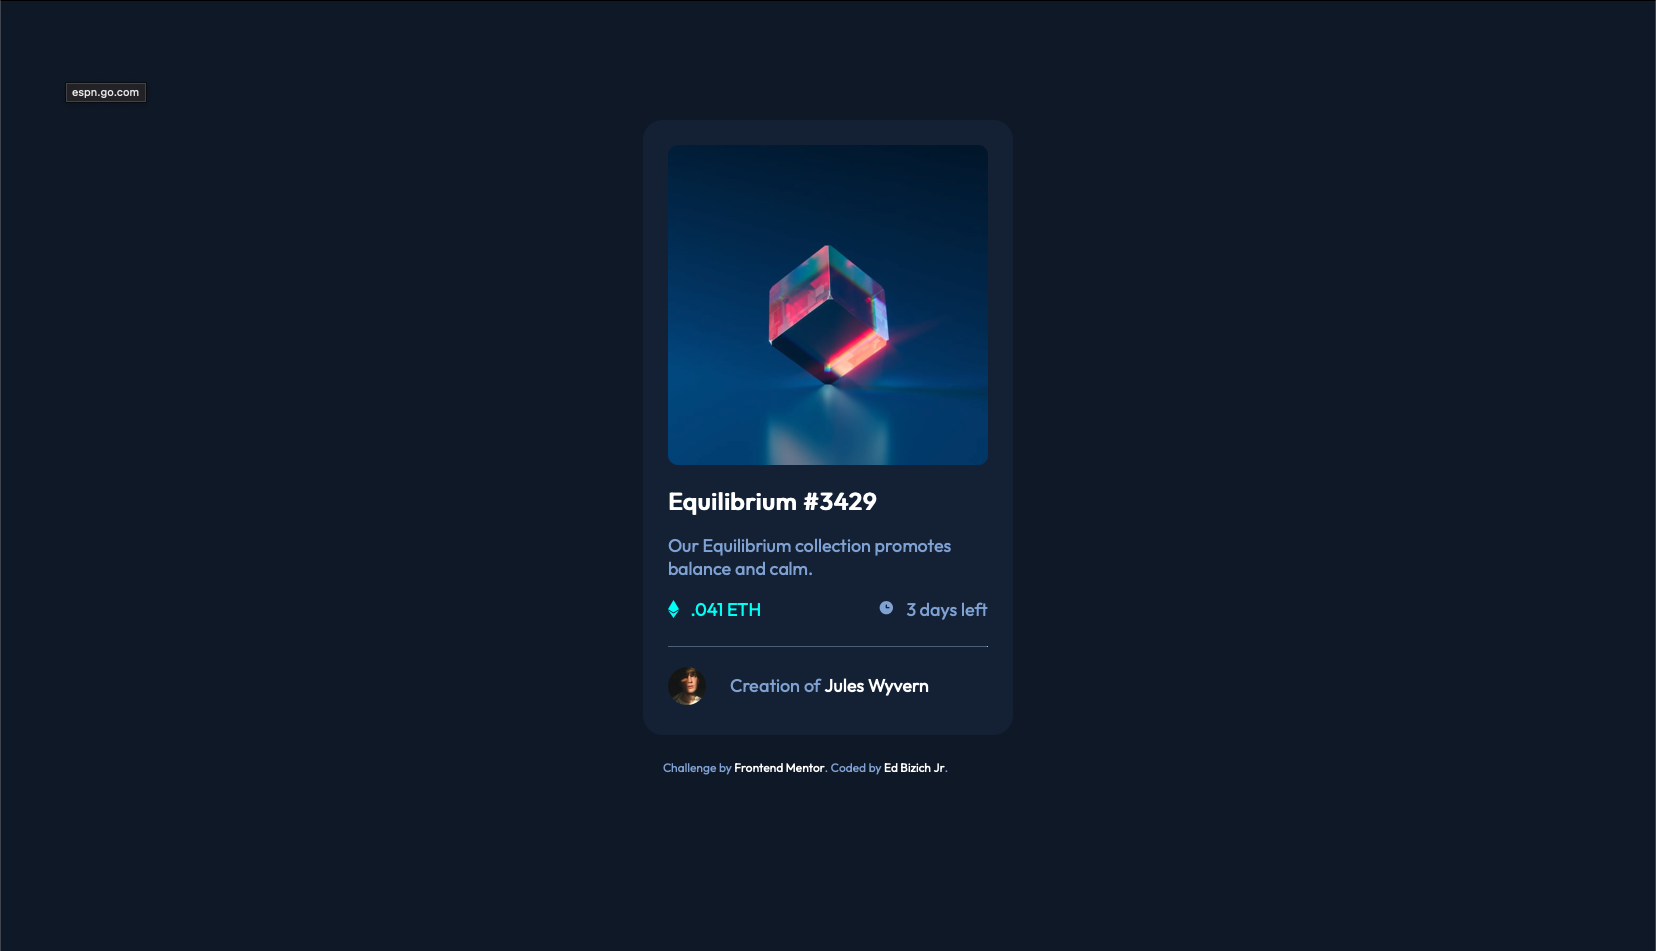 espn.go.com
Equilibrium #3429
Our Equilibrium collection promotes
balance and calm.
.041 ETH
3 days left
Creation of Jules Wyvern
Challenge by Frontend Mentor. Coded by Ed Bizich Jr.